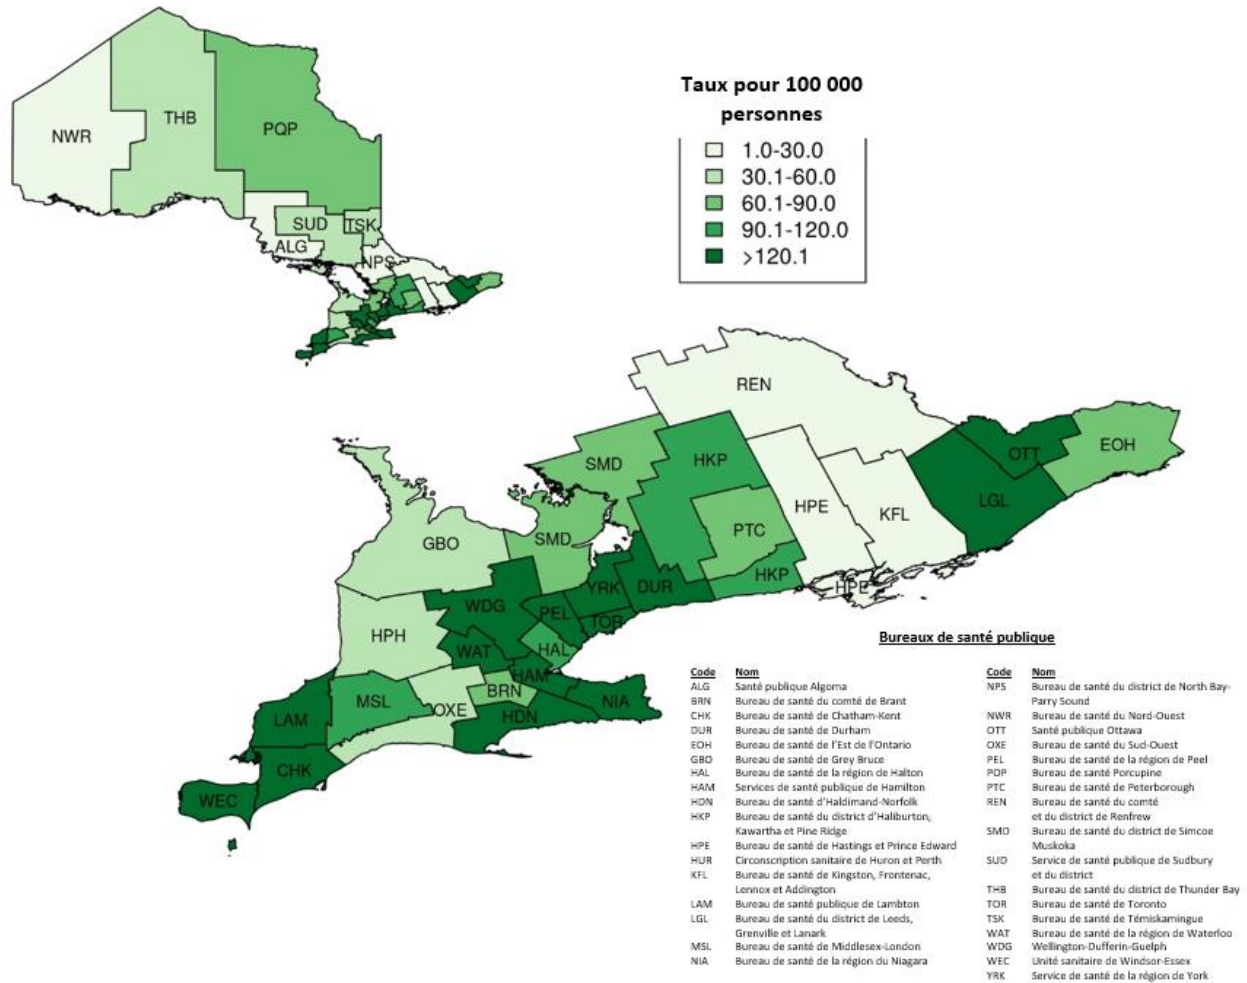 Taux pour 100 000
personnes
1.0-30.0
30.1-60.0
60.1-90.0
90.1-120.0
>120.1
NWR
THB
PQP
SUD
TSK
ALG
NPS
REN
SMD
HKP
OTT
EOH
LGL
HPE
KFL
PTC
GBO
SMD
HKP
HPE
YRK
DUR
WDG
PEL
TOR
HPH
WAT
HAL
HAM
BRN
MSL
OXE
HDN
NIA
LAM
CHK
WEC
Bureaux de santé publique
Code Nom
ALG Santé publique Algoma
BRN Bureau de santé du comté de Brant
CHK Bureau de santé de Chatham-Kent
DUR Bureau de santé de Durham
EOH Bureau de santé de l'Est de l'Ontario
GBO Bureau de santé de Grey Bruce
HAL Bureau de santé de la région de Halton
HAM Services de santé publique de Hamilton
HDN Bureau de santé d'Haldimand-Norfolk
HKP Bureau de santé du district d'Haliburton,
Kawartha et Pine Ridge
HPE Bureau de santé de Hastings et Prince Edward
HUR Circonscription sanitaire de Huron et Perth
KFL Bureau de santé de Kingston, Frontenac,
Lennox et Addington
LAM Bureau de santé publique de Lambton
LGL Bureau de santé du district de Leeds,
Grenville et Lanark
MSL Bureau de santé de Middlesex-London
NIA Bureau de santé de la région du Niagara
Code Nom
NPS Bureau de santé du district de North Bay-
Parry Sound
NWR Bureau de santé du Nord-Ouest
OTT Santé publique Ottawa
OXE Bureau de santé du Sud-Ouest
PEL Bureau de santé de la région de Peel
PQP Bureau de santé Porcupine
PTC Bureau de santé de Peterborough
REN Bureau de santé du comté
et du district de Renfrew
SMD Bureau de santé du district de Simcoe
Muskoka
SUD Service de santé publique de Sudbury
et du district
THB Bureau de santé du district de Thunder Bay
TOR Bureau de santé de Toronto
TSK Bureau de santé de Témiskamingue
WAT Bureau de santé de la région de Waterloo
WDG Wellington-Dufferin-Guelph
WEC Unité sanitaire de Windsor-Essex
YRK Service de santé de la région de York